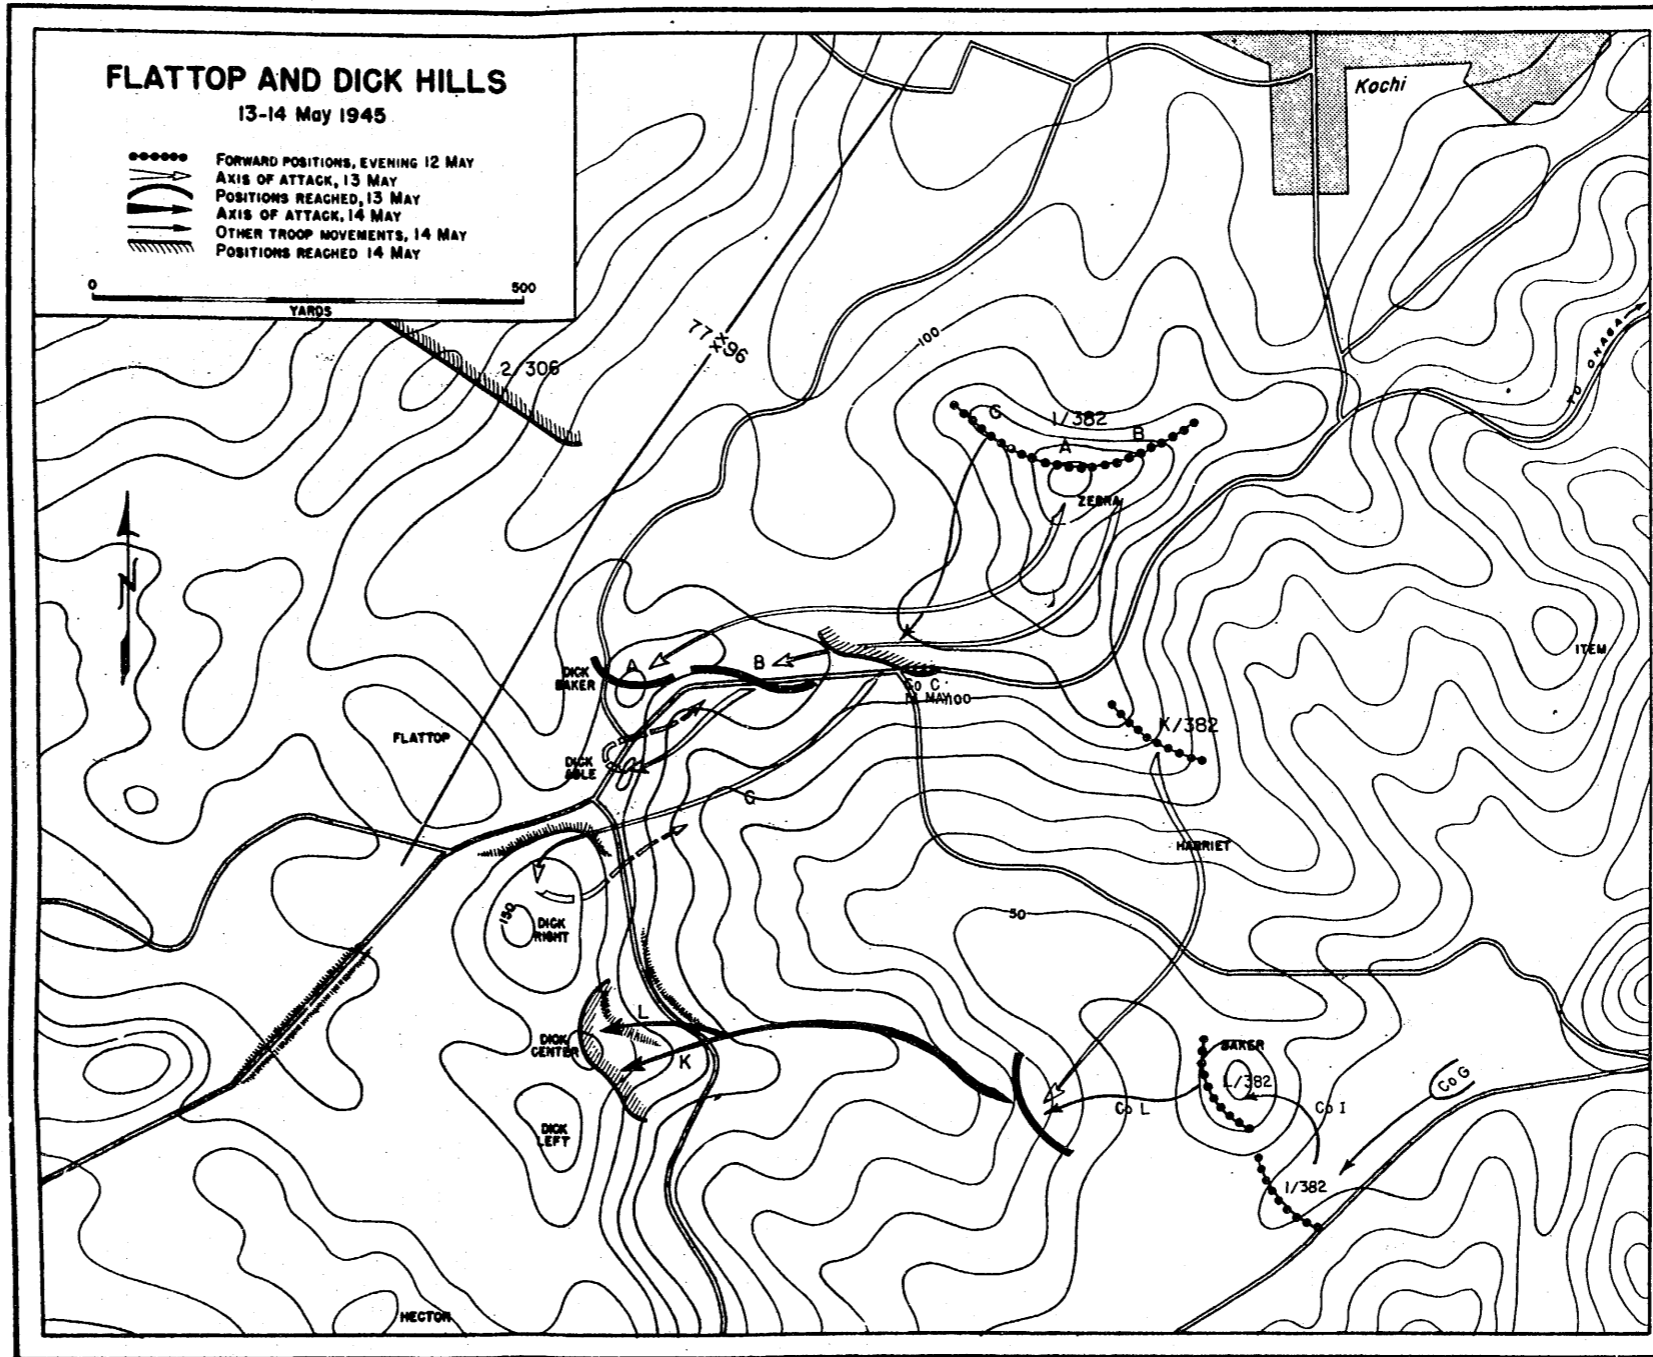 FLATTOP AND DICK HILLS
13-14 May 1945
FORWARD POSITIONS, EVENING 12 MAY
AXIS OF ATTACK, 13 MAY
POSITIONS REACHED, 13 MAY
AXIS OF ATTACK, 14 MAY
OTHER TROOP MOVEMENTS, 14 MAY
POSITIONS REACHED 14 MAY
0 500
YARDS
Kochi
77 XX 96
2/306
100
TO OHABA
G
1/382
A
B
ZEBRA
ITEM
DICK
BAKER
A
B
Co C
MAY
100
K/382
FLATTOP
DICK
ABLE
G
HARRIET
150
DICK
RIGHT
50
L
DICK
CENTER
K
BAKER
L/382
Co G
Co L
Co I
DICK
LEFT
I/382
HECTOR